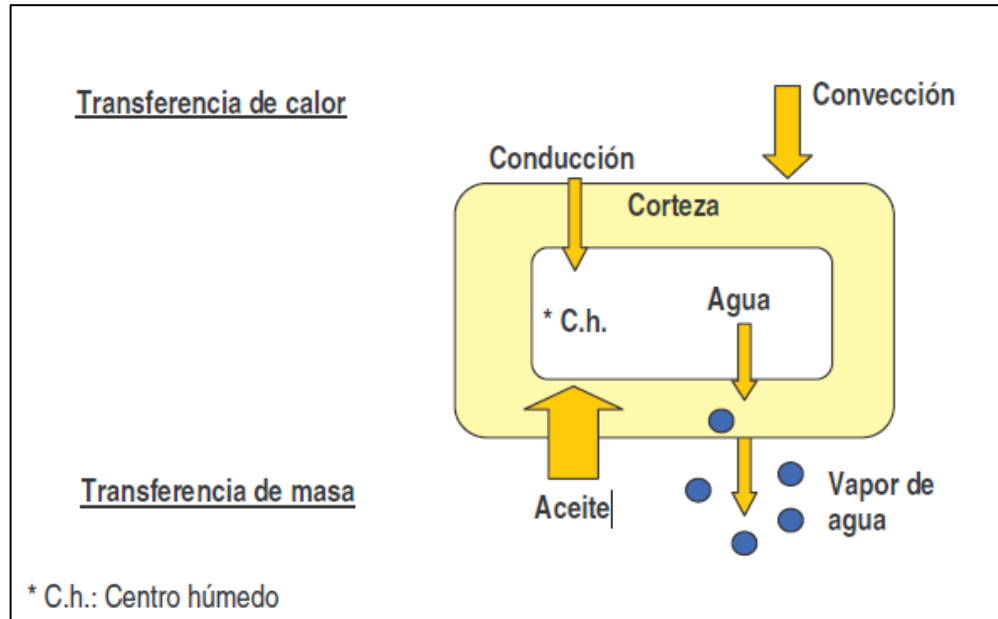 Transferencia de calor
Convección
Conducción
Corteza
Agua
* C.h.
Transferencia de masa
Aceite
Vapor de
agua
* C.h.: Centro húmedo